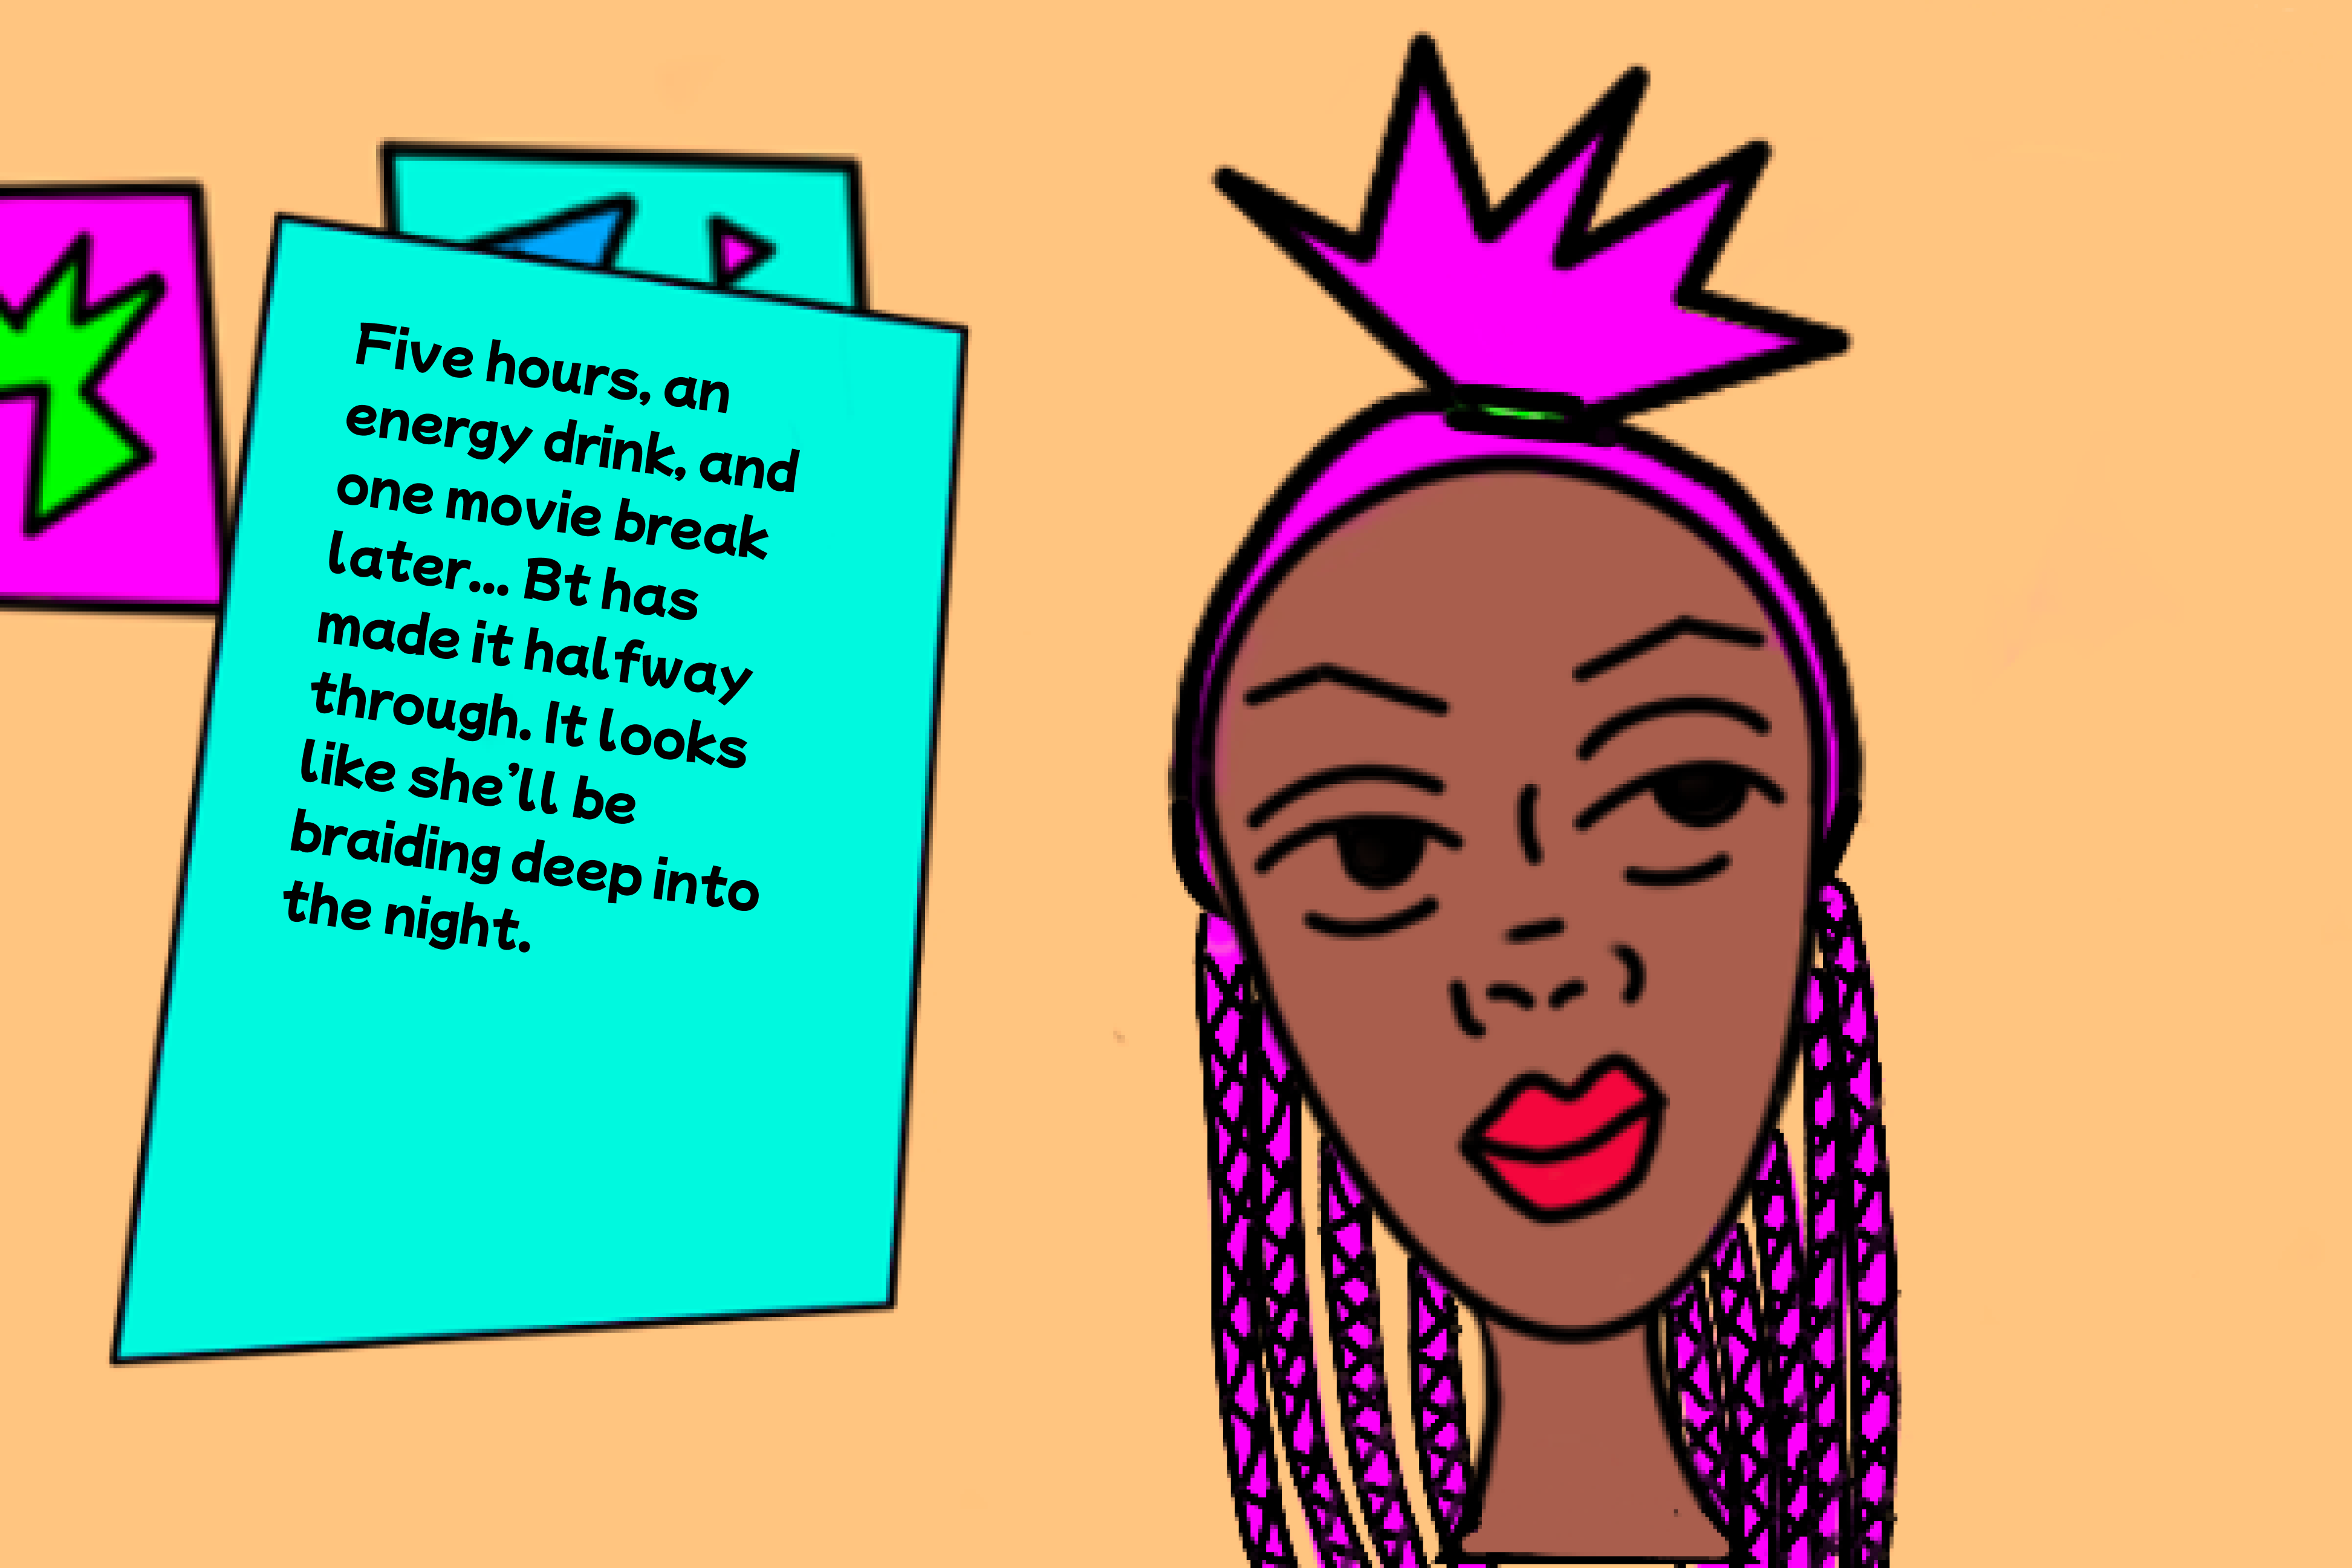 Five hours, an
energy drink, and
one movie break
later... Bt has
made it halfway
through. It looks
like she’ll be
braiding deep into
the night.